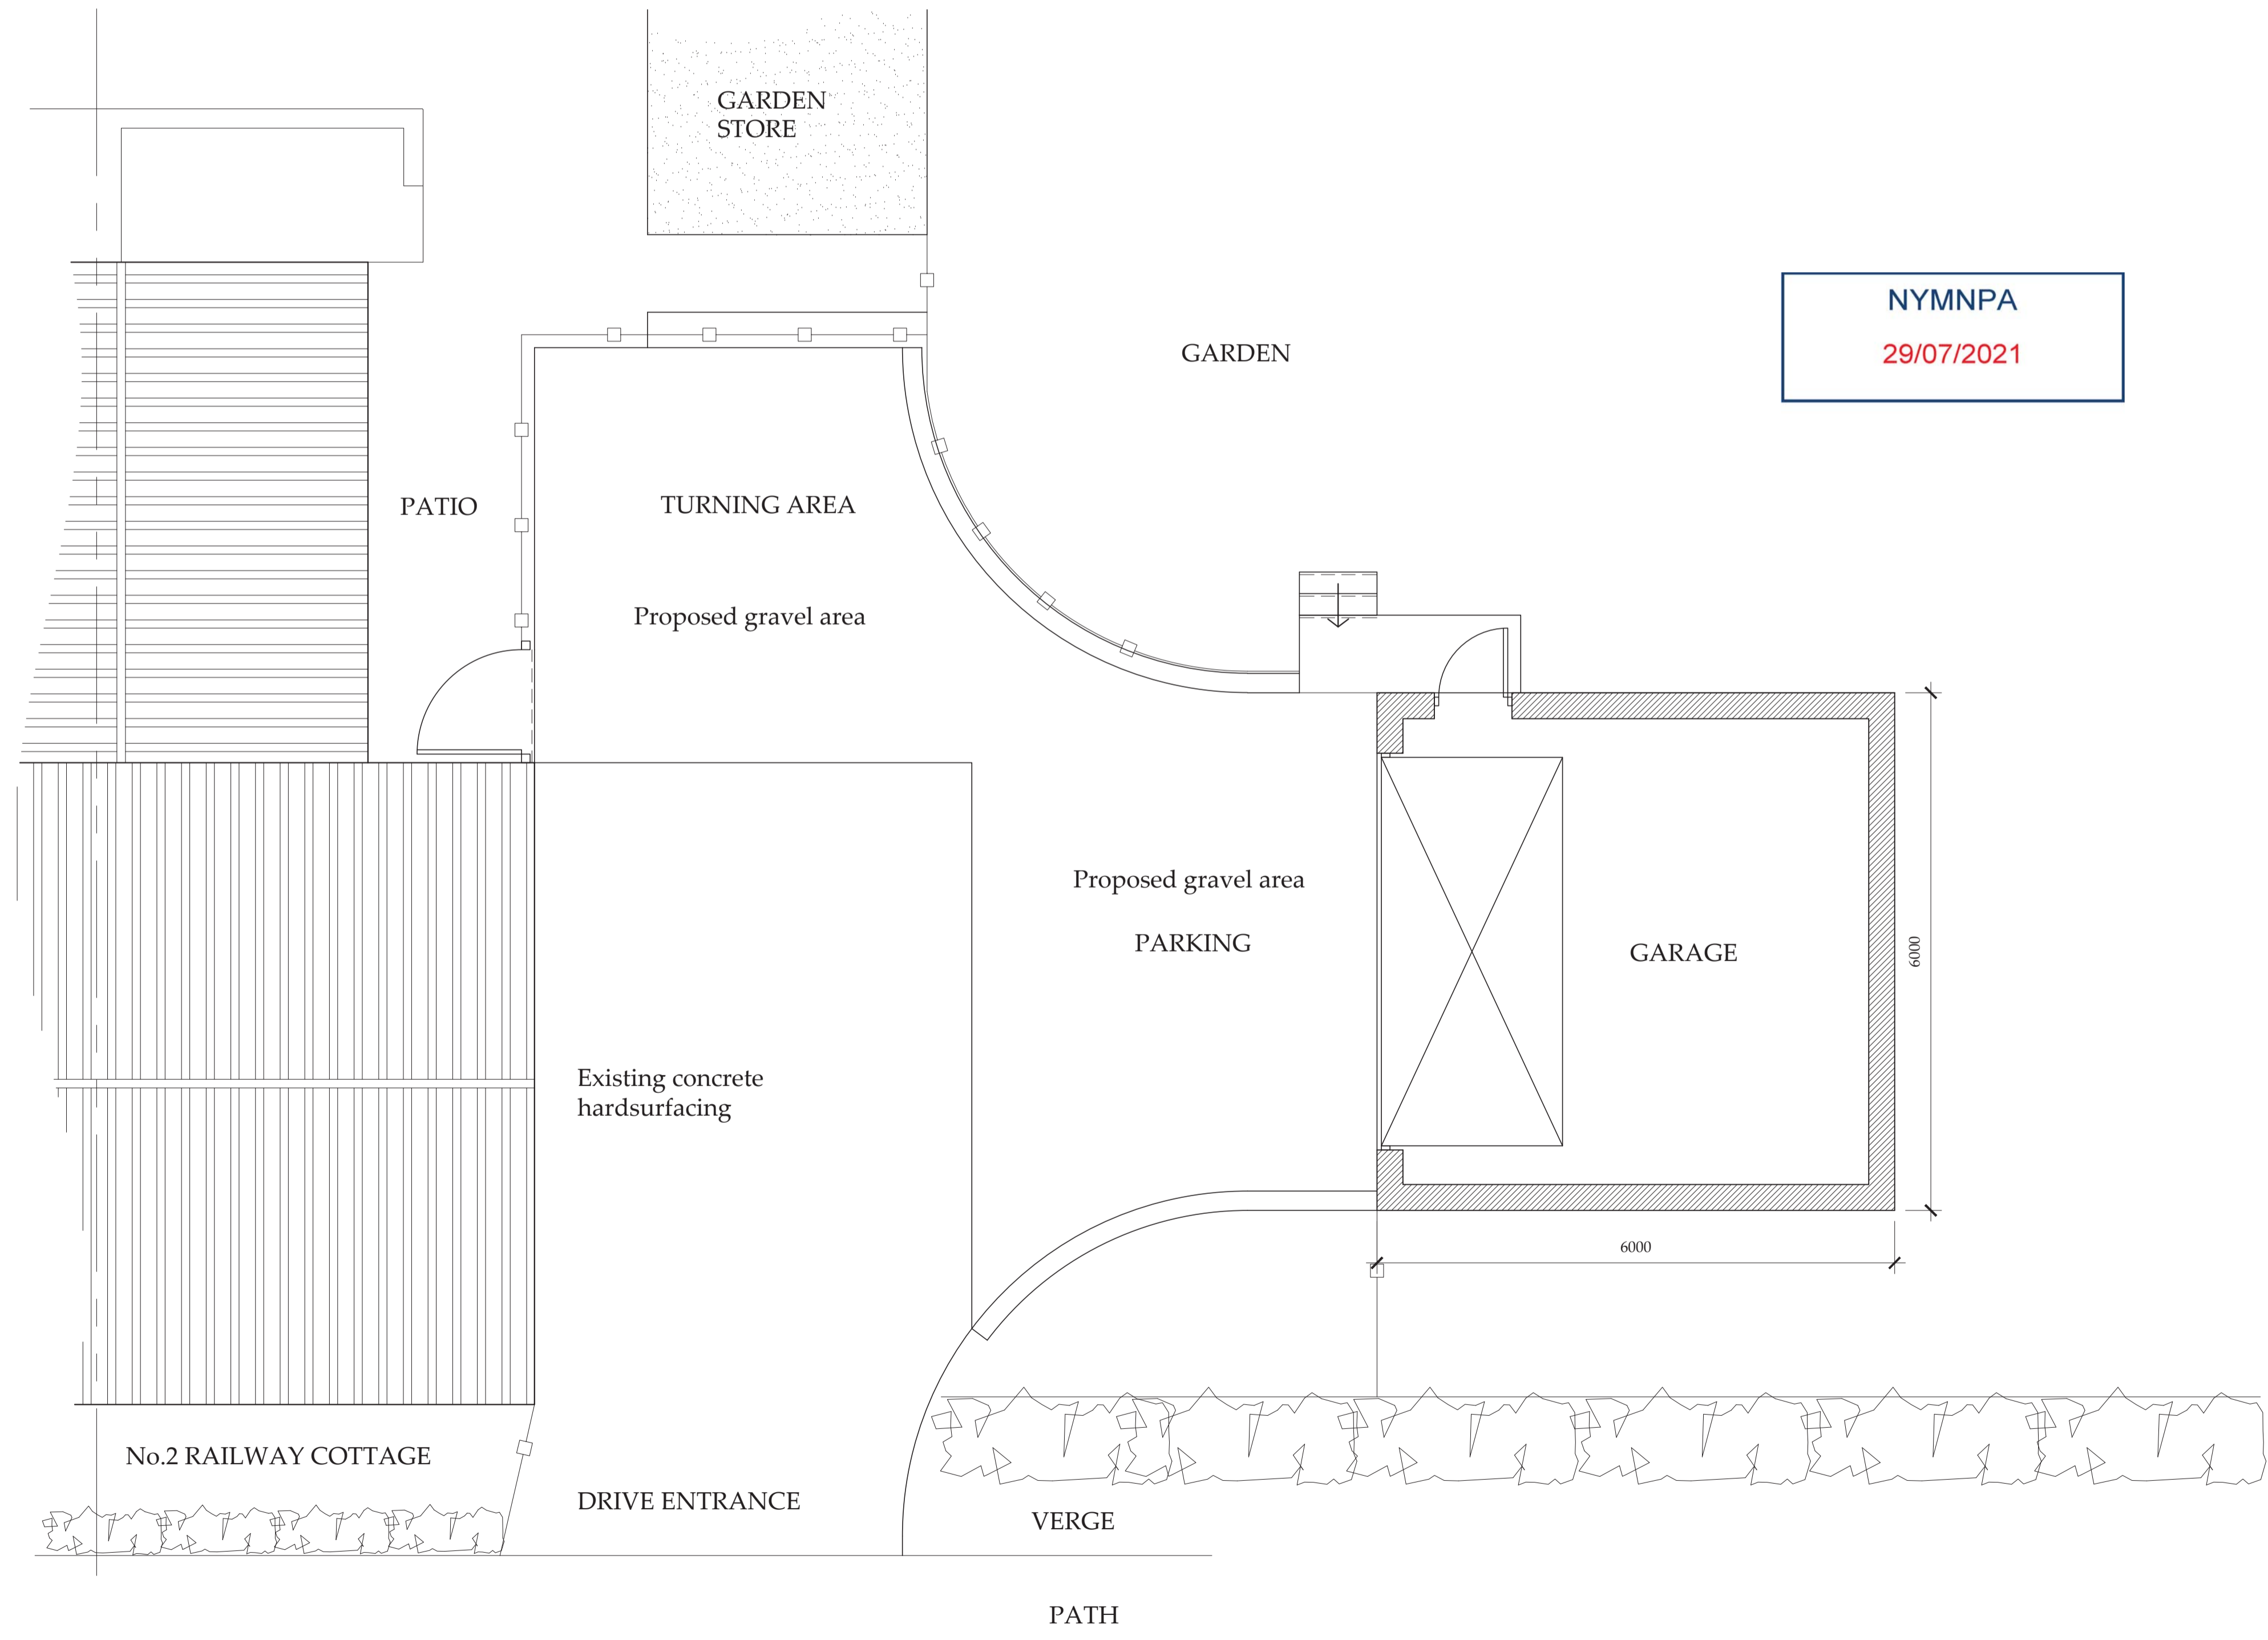 GARDEN
STORE
NYMNPA
29/07/2021
GARDEN
PATIO
TURNING AREA
Proposed gravel area
Proposed gravel area
PARKING
GARAGE
6000
Existing concrete
hardsurfacing
6000
No.2 RAILWAY COTTAGE
DRIVE ENTRANCE
VERGE
PATH